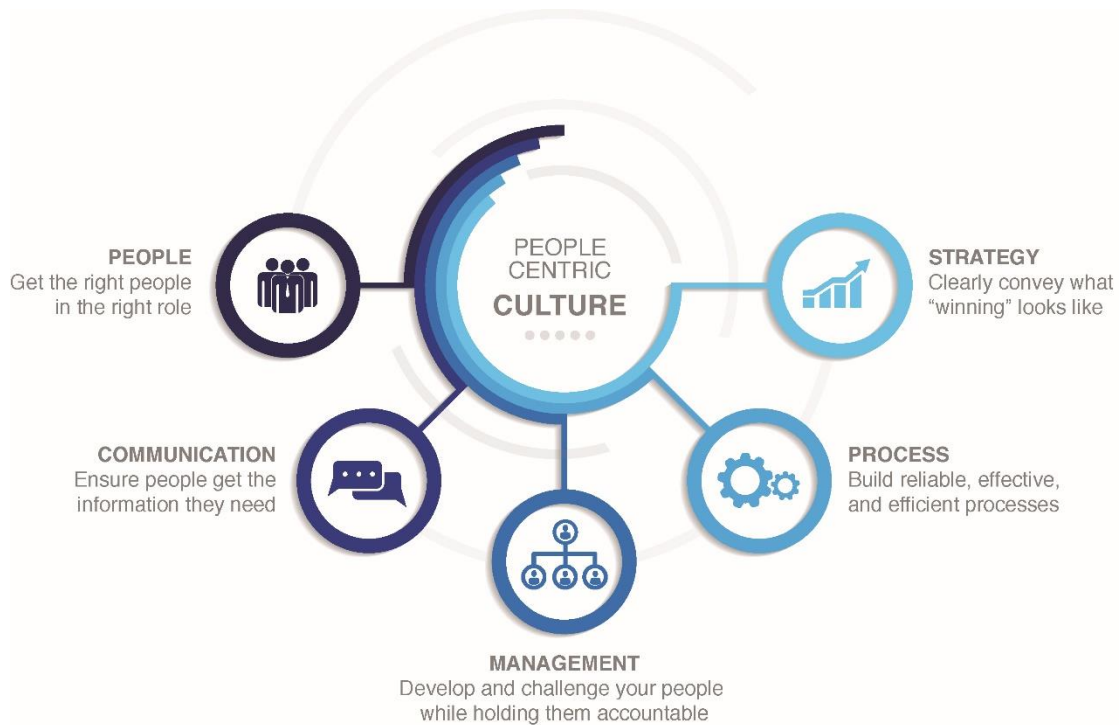 PEOPLE
CENTRIC
CULTURE
PEOPLE
Get the right people
in the right role
COMMUNICATION
Ensure people get the
information they need
MANAGEMENT
Develop and challenge your people
while holding them accountable
PROCESS
Build reliable, effective,
and efficient processes
STRATEGY
Clearly convey what
“winning” looks like